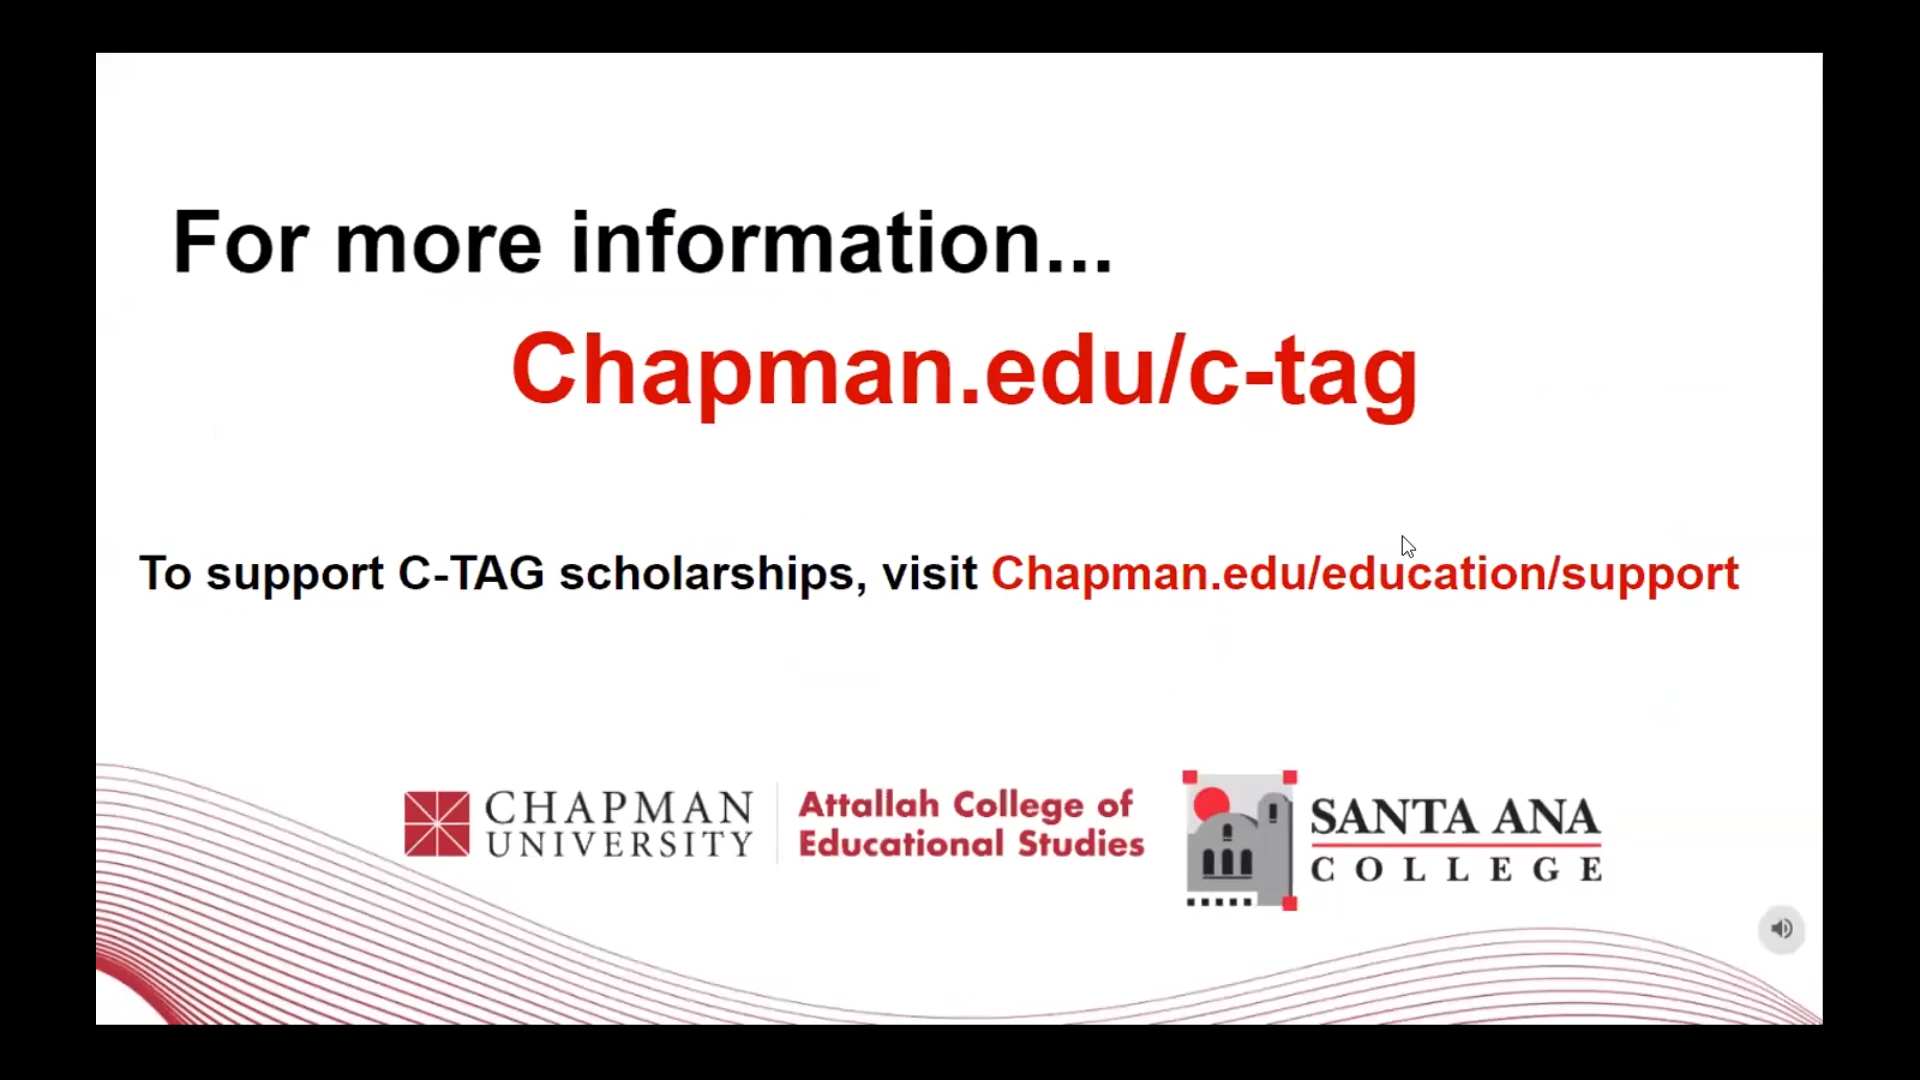 For more information...
Chapman.edu/c-tag
To support C-TAG scholarships, visit Chapman.edu/education/support
CHAPMAN
UNIVERSITY
Attallah College of
Educational Studies
SANTA ANA
COLLEGE